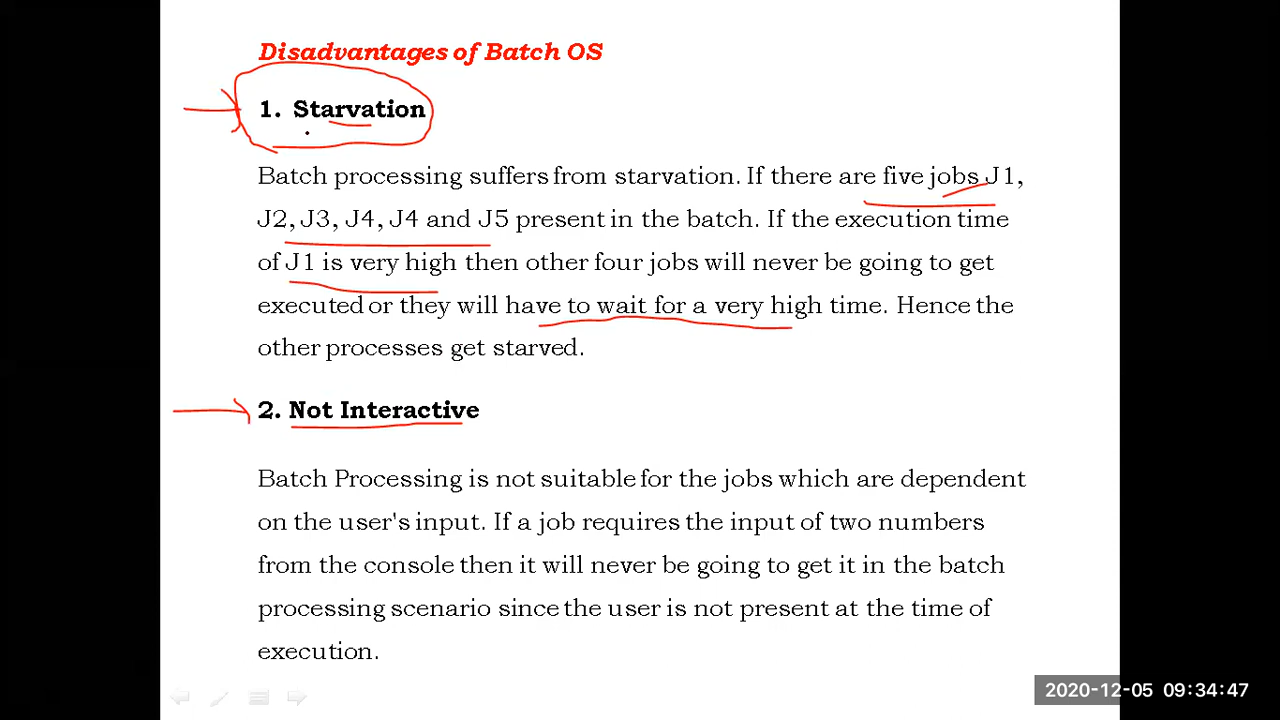 Disadvantages of Batch OS
1. Starvation
Batch processing suffers from starvation. If there are five jobs J1,
J2, J3, J4, J4 and J5 present in the batch. If the execution time
of J1 is very high then other four jobs will never be going to get
executed or they will have to wait for a very high time. Hence the
other processes get starved.
2. Not Interactive
Batch Processing is not suitable for the jobs which are dependent
on the user's input. If a job requires the input of two numbers
from the console then it will never be going to get it in the batch
processing scenario since the user is not present at the time of
execution.
2020-12-05 09:34:47